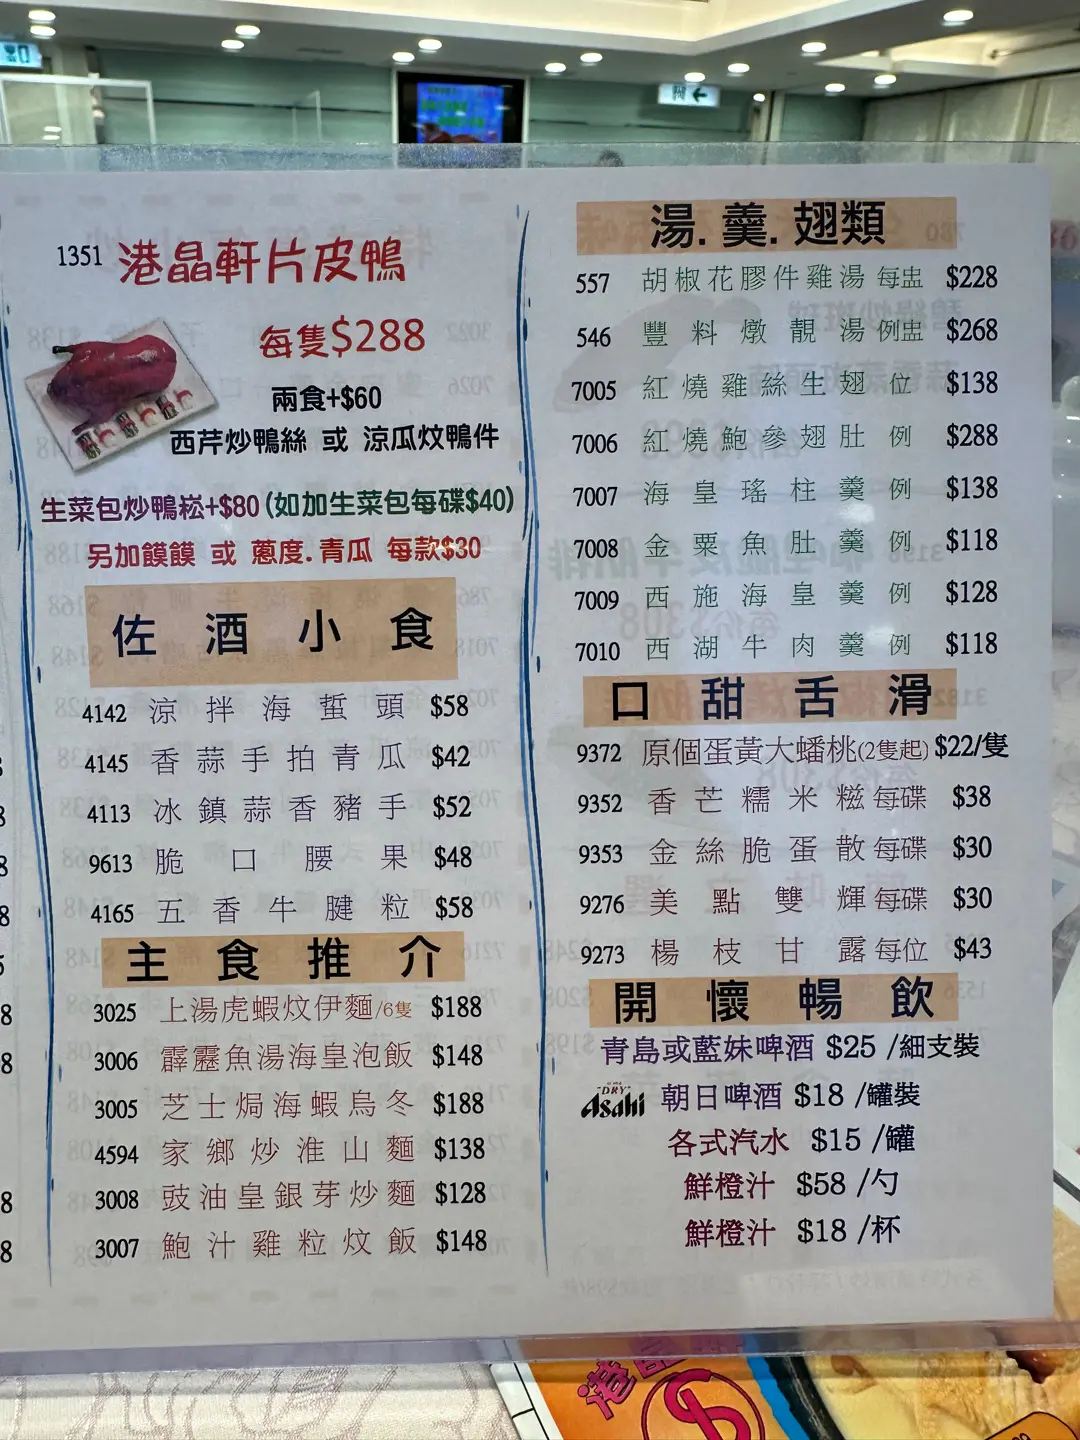 1351 港晶軒片皮鴨
每隻$288
兩食+$60
西芹炒鴨絲 或 涼瓜炆鴨件
生菜包炒鴨崧+$80(如加生菜包每碟$40)
另加饃饃 或 蔥度.青瓜 每款$30
佐酒小食
4142 涼拌海蜇頭 $58
4145 香蒜手拍青瓜 $42
4113 冰鎮蒜香豬手 $52
9613 脆口腰果 $48
4165 五香牛腱粒 $58
主食推介
3025 上湯虎蝦炆伊麵/6隻 $188
3006 霹靂魚湯海皇泡飯 $148
3005 芝士焗海蝦烏冬 $188
4594 家鄉炒淮山麵 $138
3008 豉油皇銀芽炒麵 $128
3007 鮑汁雞粒炆飯 $148
湯.羹.翅類
557 胡椒花膠件雞湯每盅 $228
546 豐料燉靚湯例盅 $268
7005 紅燒雞絲生翅 位 $138
7006 紅燒鮑參翅肚 例 $288
7007 海皇瑤柱羹 例 $138
7008 金粟魚肚羹 例 $118
7009 西施海皇羹 例 $128
7010 西湖牛肉羹 例 $118
口甜舌滑
9372 原個蛋黃大蟠桃(2隻起) $22/隻
9352 香芒糯米糍每碟 $38
9353 金絲脆蛋散每碟 $30
9276 美點雙輝每碟 $30
9273 楊枝甘露每位 $43
開懷暢飲
青島或藍妹啤酒 $25 /細支裝
DRY Asahi 朝日啤酒 $18 /罐裝
各式汽水 $15 /罐
鮮橙汁 $58 /勺
鮮橙汁 $18 /杯